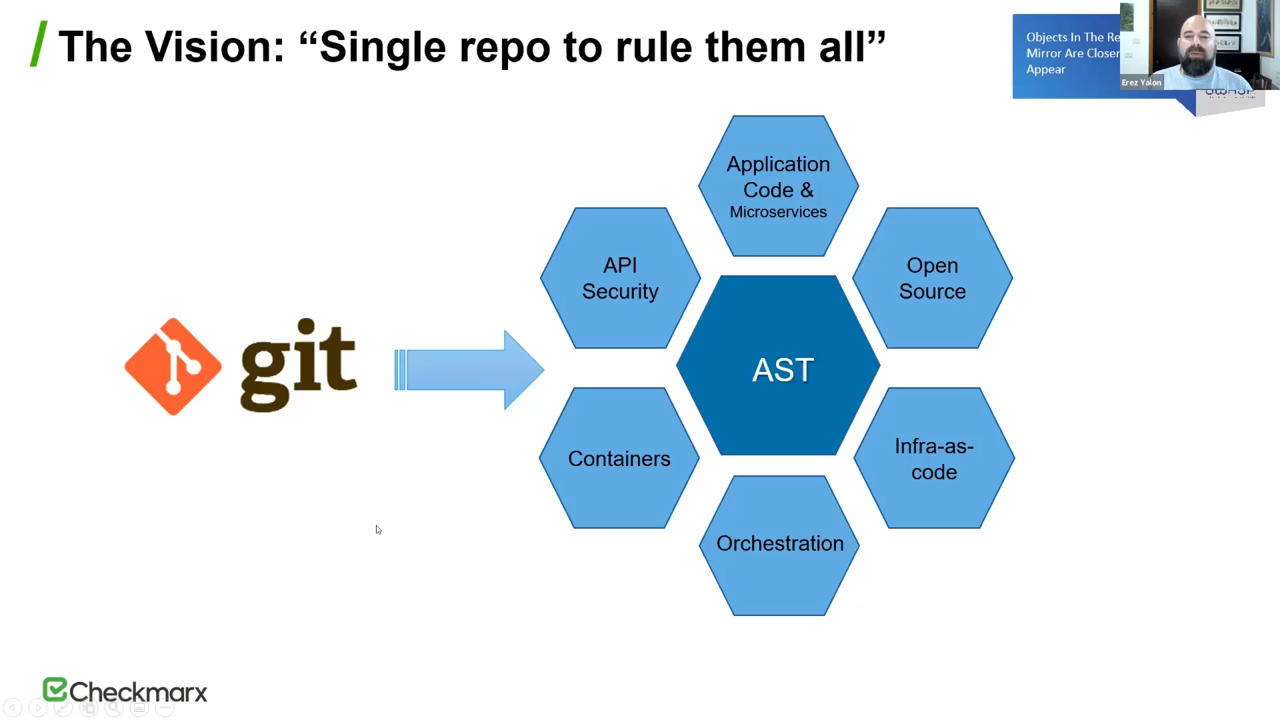 The Vision: “Single repo to rule them all”
Objects In The Re
Mirror Are Closer
Appear
Erez Yalon
Application
Code &
Microservices
API
Security
Open
Source
git
AST
Containers
Infra-as-
code
Orchestration
Checkmarx